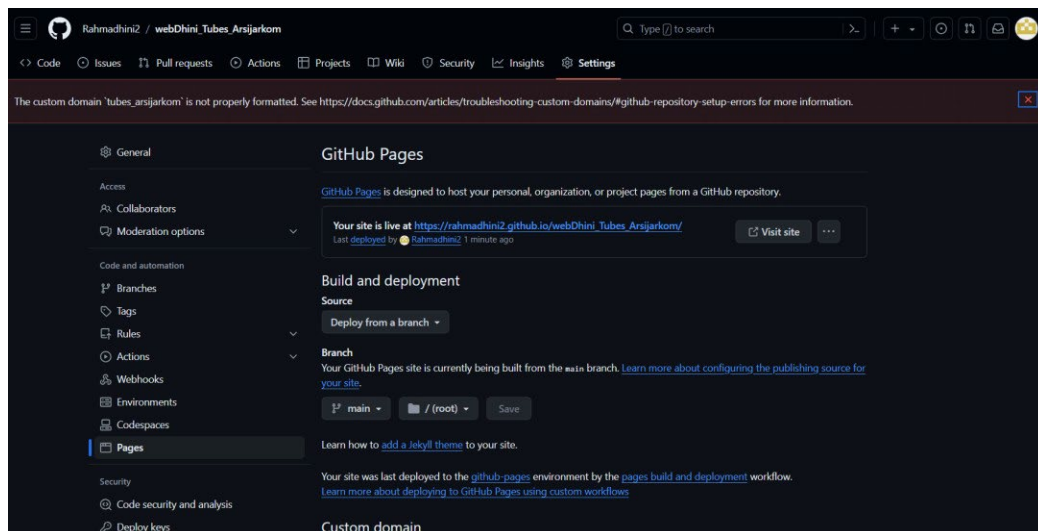 Rahmadhini2 / webDhini_Tubes_Arsijarkom
Type / to search
Code Issues Pull requests Actions Projects Wiki Security Insights Settings
The custom domain `tubes_arsijarkom` is not properly formatted. See https://docs.github.com/articles/troubleshooting-custom-domains/#github-repository-setup-errors for more information.
General
Access
Collaborators
Moderation options
Code and automation
Branches
Tags
Rules
Actions
Webhooks
Environments
Codespaces
Pages
Security
Code security and analysis
Deploy keys
GitHub Pages
GitHub Pages is designed to host your personal, organization, or project pages from a GitHub repository.
Your site is live at https://rahmadhini2.github.io/webDhini_Tubes_Arsijarkom/
Last deployed by Rahmadhini2 1 minute ago
Visit site
Build and deployment
Source
Deploy from a branch
Branch
Your GitHub Pages site is currently being built from the main branch. Learn more about configuring the publishing source for
your site.
main / (root) Save
Learn how to add a Jekyll theme to your site.
Your site was last deployed to the github-pages environment by the pages build and deployment workflow.
Learn more about deploying to GitHub Pages using custom workflows
Custom domain